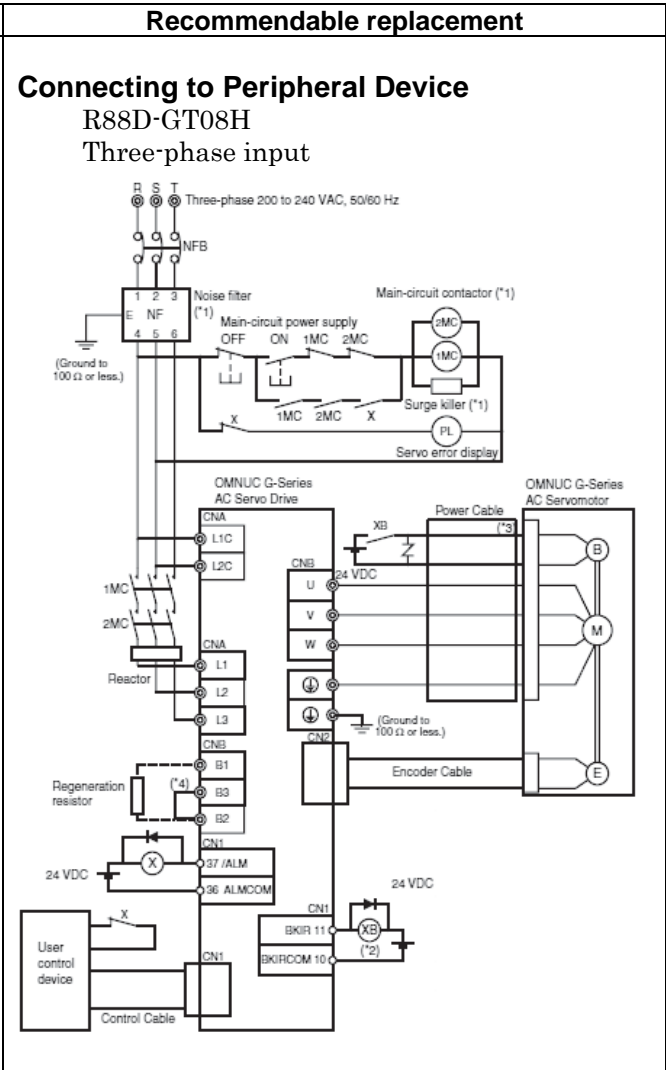 Recommendable replacement
Connecting to Peripheral Device
R88D-GT08H
Three-phase input
R S T
Three-phase 200 to 240 VAC, 50/60 Hz
NFB
1 2 3
E NF
4 5 6
Noise filter
(*1)
(Ground to
100 Ω or less.)
Main-circuit power supply
OFF ON 1MC 2MC
Main-circuit contactor (*1)
2MC
1MC
Surge killer (*1)
1MC 2MC X
X
PL
Servo error display
OMNUC G-Series
AC Servo Drive
OMNUC G-Series
AC Servomotor
CNA
L1C
L2C
1MC
2MC
Reactor
CNA
L1
L2
L3
CNB
B1
B3
B2
(*4)
Regeneration
resistor
XB
24 VDC
Power Cable
(*3)
CNB
U
V
W
B
M
E
(Ground to
100 Ω or less.)
CN2
Encoder Cable
CN1
37 /ALM
36 ALMCOM
X
24 VDC
CN1
BKIR 11
BKIRCOM 10
24 VDC
XB
(*2)
User
control
device
X
CN1
Control Cable